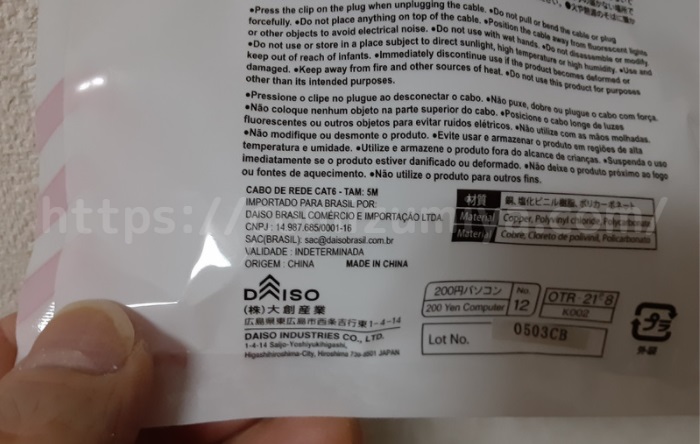 •Press the clip on the plug when unplugging the cable. •Do not pull or bend the cable or plug
forcefully. •Do not place anything on top of the cable. •Position the cable away from fluorescent lights
or other objects to avoid electrical noise. •Do not use with wet hands. •Do not disassemble or modify
•Do not use or store in a place subject to direct sunlight, high temperature or high humidity. •Use and
keep out of reach of infants. •Immediately discontinue use if the product becomes deformed or
damaged. •Keep away from fire and other sources of heat. •Do not use this product for purposes
other than its intended purposes.
•Pressione o clipe no plugue ao desconectar o cabo. •Não puxe, dobre ou plugue o cabo com força.
•Não coloque nenhum objeto na parte superior do cabo. •Posicione o cabo longe de luzes
fluorescentes ou outros objetos para evitar ruídos elétricos. •Não utilize com as mãos molhadas.
•Não modifique ou desmonte o produto. •Evite usar e armazenar o produto em regiões de alta
temperatura e umidade. •Utilize e armazene o produto fora do alcance de crianças. •Suspenda o uso
imediatamente se o produto estiver danificado ou deformado. •Não deixe o produto próximo ao fogo
ou fontes de aquecimento. •Não utilize o produto para outros fins.
CABO DE REDE CAT6 - TAM: 5M
IMPORTADO PARA BRASIL POR:
DAISO BRASIL COMÉRCIO E IMPORTAÇÃO LTDA.
CNPJ : 14.987.685/0001-16
SAC(BRASIL): sac@daisobrasil.com.br
VALIDADE : INDETERMINADA
ORIGEM : CHINA MADE IN CHINA
材質 銅, 塩化ビニル樹脂, ポリカーボネート
Material Copper, Polyvinyl chloride, Polycarbonate
Material Cobre, Cloreto de polivinil, Policarbonato
DAISO
(株)大創産業
広島県東広島市西条吉行東1-4-14
DAISO INDUSTRIES CO., LTD.
1-4-14 Saijo-Yoshiyukihigashi,
Higashihiroshima-City, Hiroshima 739-8501 JAPAN
200円パソコン No.
200 Yen Computer 12
OTR 21 8
K002
Lot No. 0503CB
プラ
外袋
https://